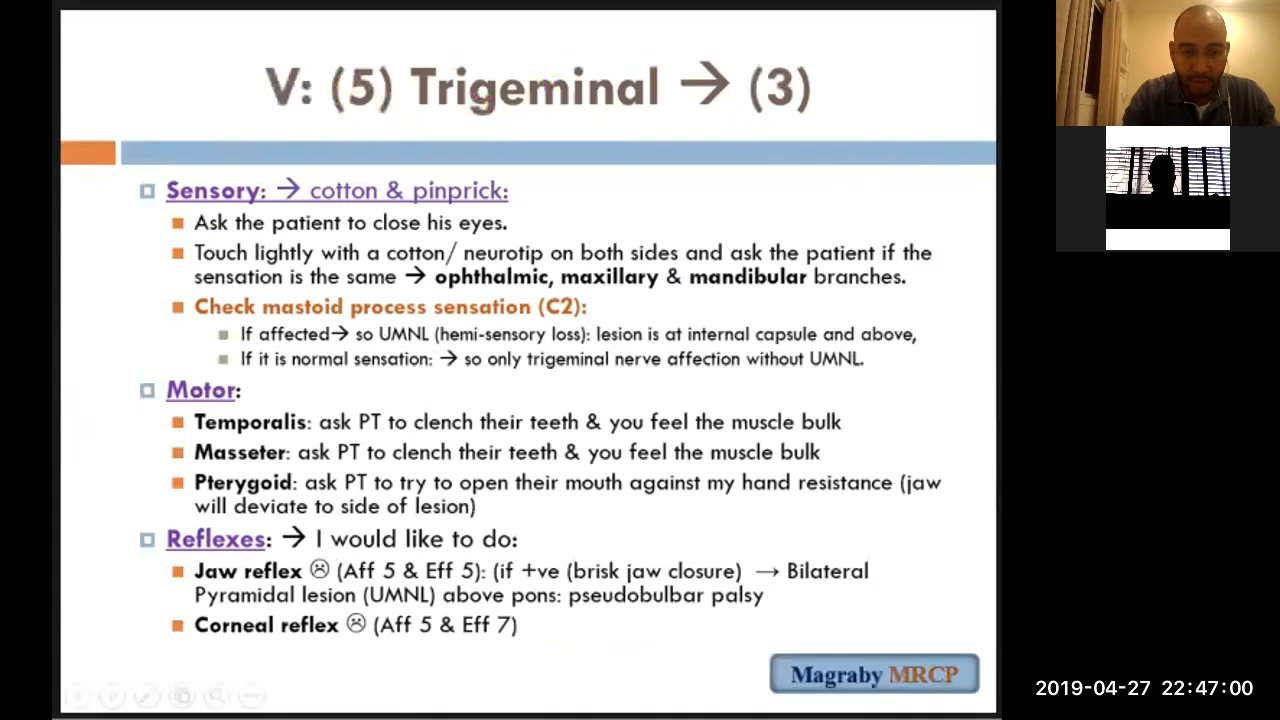 V: (5) Trigeminal → (3)
Sensory: → cotton & pinprick:
Ask the patient to close his eyes.
Touch lightly with a cotton/ neurotip on both sides and ask the patient if the
sensation is the same → ophthalmic, maxillary & mandibular branches.
Check mastoid process sensation (C2):
If affected→ so UMNL (hemi-sensory loss): lesion is at internal capsule and above,
If it is normal sensation: → so only trigeminal nerve affection without UMNL.
Motor:
Temporalis: ask PT to clench their teeth & you feel the muscle bulk
Masseter: ask PT to clench their teeth & you feel the muscle bulk
Pterygoid: ask PT to try to open their mouth against my hand resistance (jaw
will deviate to side of lesion)
Reflexes: → I would like to do:
Jaw reflex ☹ (Aff 5 & Eff 5): (if +ve (brisk jaw closure) → Bilateral
Pyramidal lesion (UMNL) above pons: pseudobulbar palsy
Corneal reflex ☹ (Aff 5 & Eff 7)
Magraby MRCP
2019-04-27 22:47:00